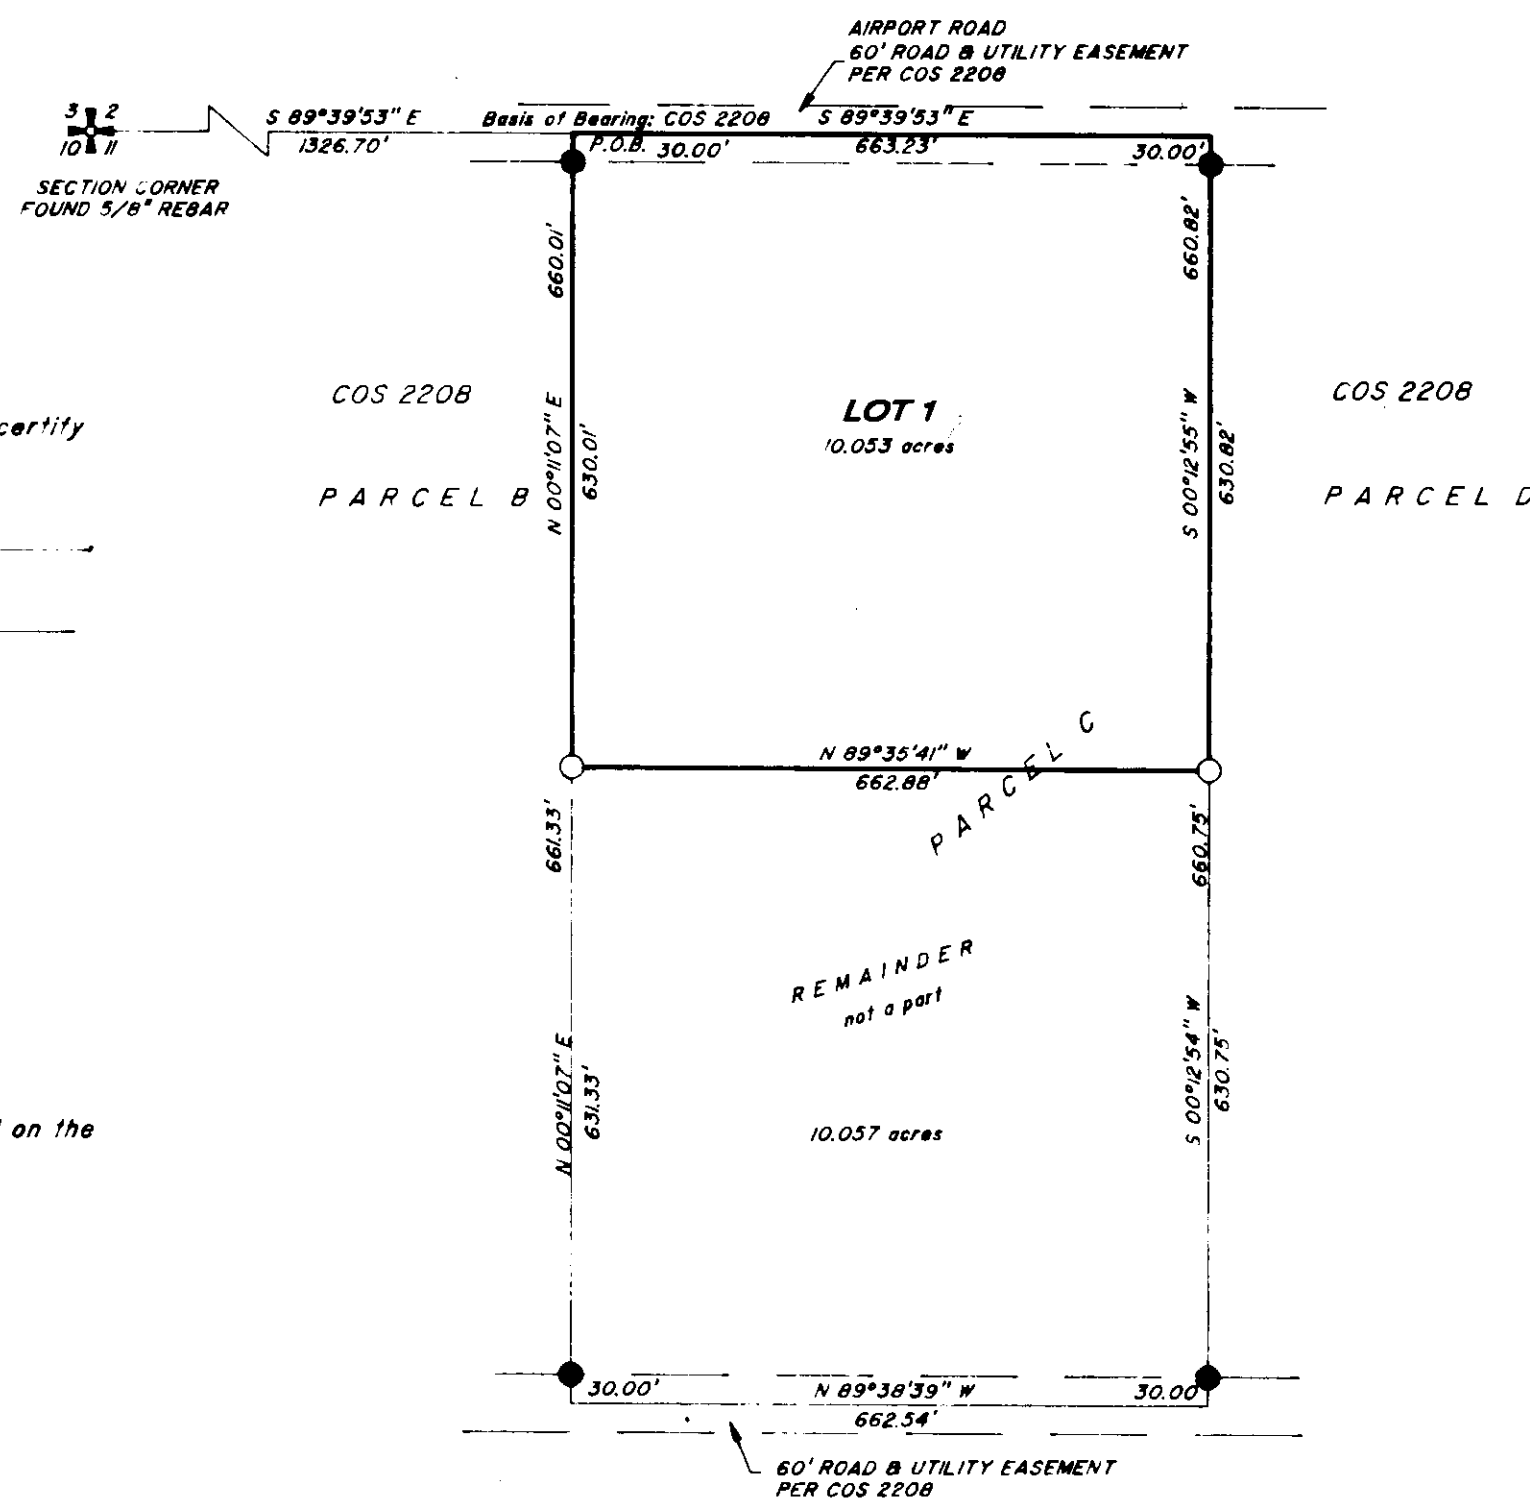 AIRPORT ROAD
60' ROAD & UTILITY EASEMENT
PER COS 2208
3 2
10 11
SECTION CORNER
FOUND 5/8" REBAR
S 89°39'53" E
1326.70'
Basis of Bearing: COS 2208
S 89°39'53" E
P.O.B. 30.00'
663.23'
30.00'
660.01'
660.82'
COS 2208
PARCEL B
N 00°11'07" E
630.01'
LOT 1
10.053 acres
S 00°12'55" W
630.82'
COS 2208
PARCEL D
certify
N 89°35'41" W
662.88'
PARCEL C
661.33'
660.75'
REMAINDER
not a part
N 00°11'07" E
631.33'
10.057 acres
S 00°12'54" W
630.75'
on the
30.00'
N 89°38'39" W
662.54'
30.00
60' ROAD & UTILITY EASEMENT
PER COS 2208